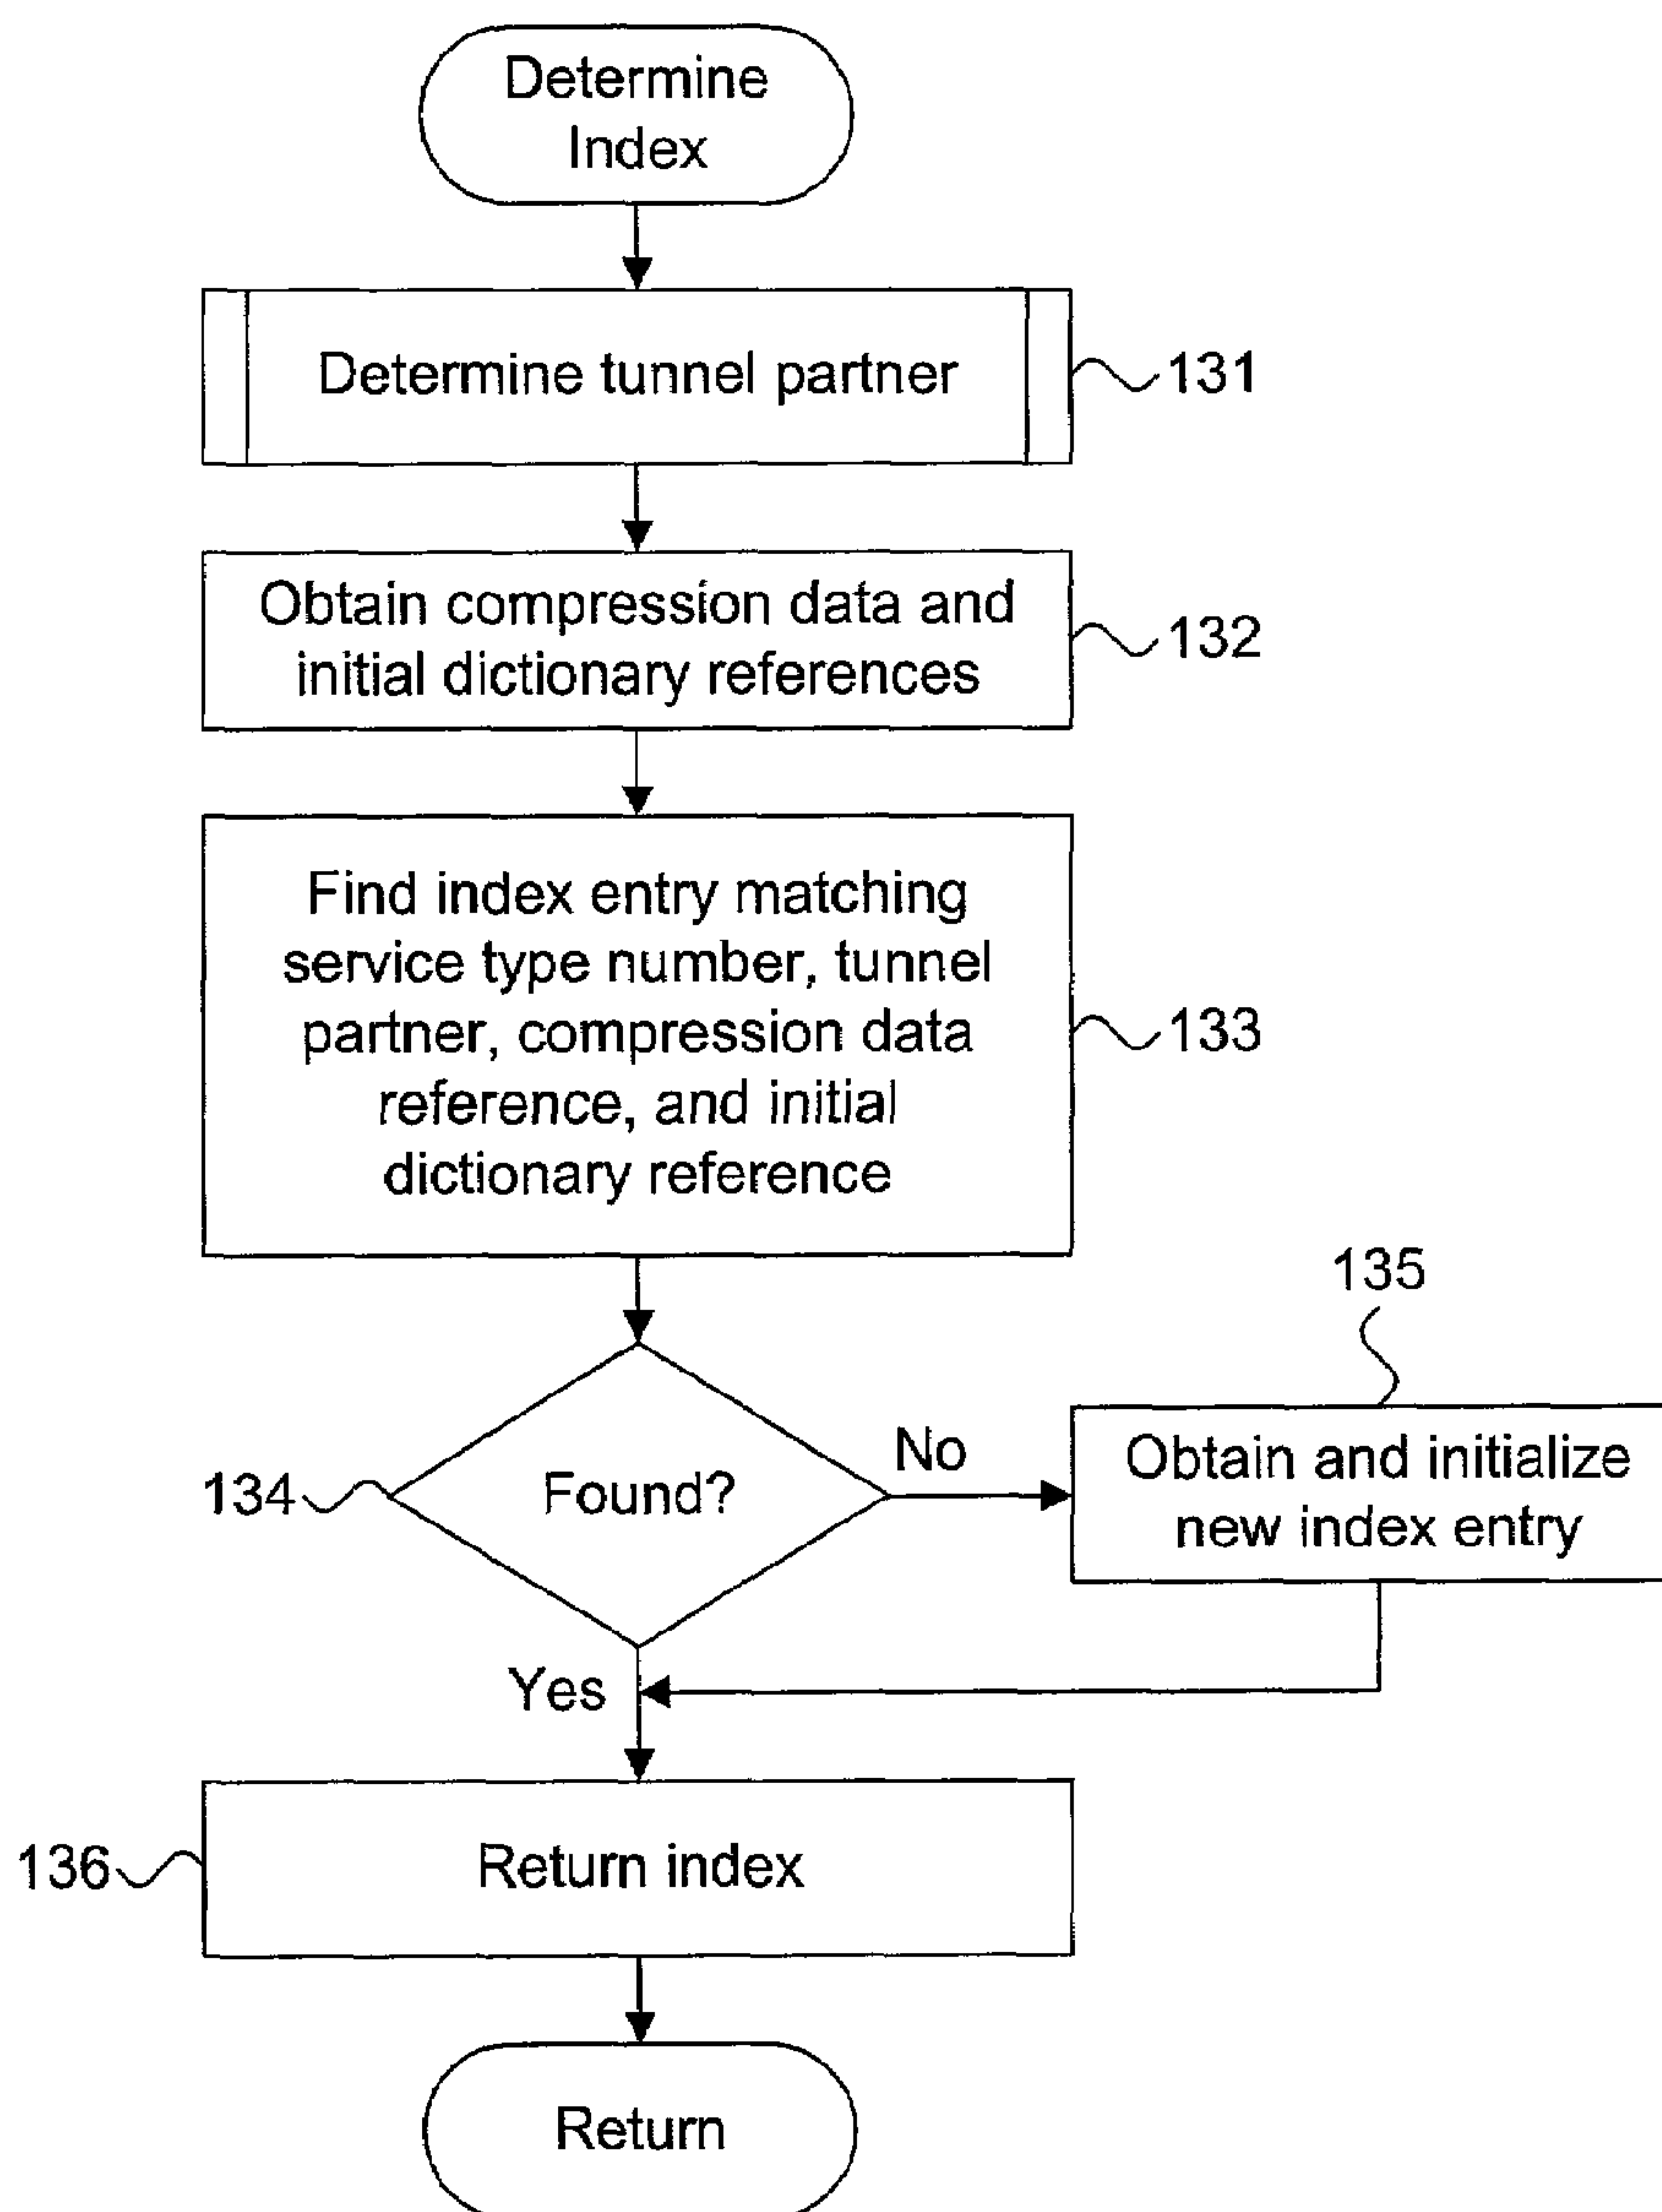 Determine
Index
Determine tunnel partner
131
Obtain compression data and
initial dictionary references
132
Find index entry matching
service type number, tunnel
partner, compression data
reference, and initial
dictionary reference
133
134
Found?
No
135
Obtain and initialize
new index entry
Yes
136
Return index
Return